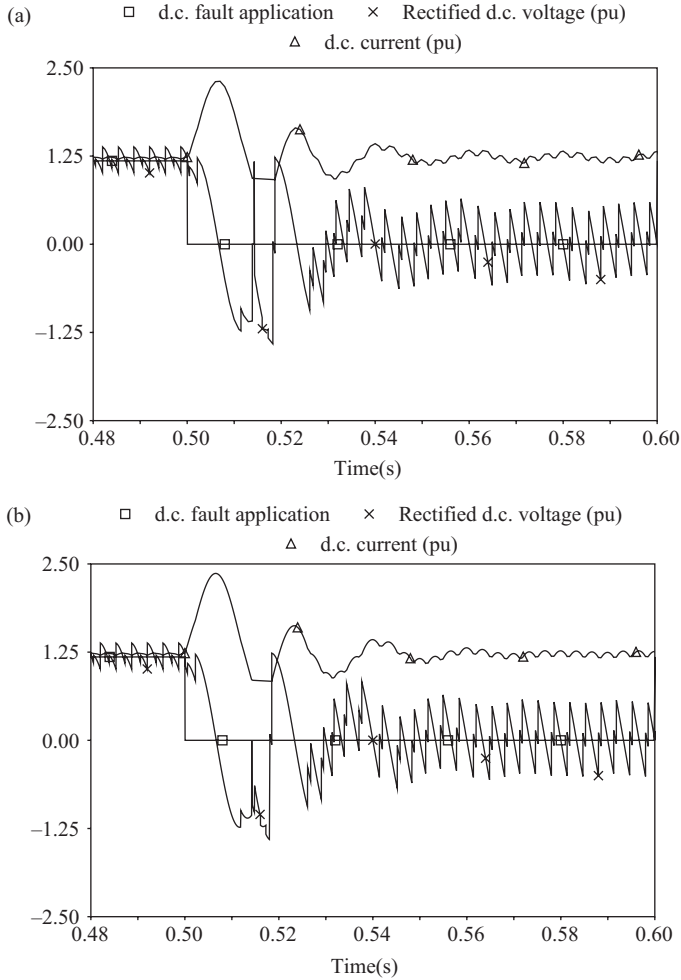 (a)
d.c. fault application Rectified d.c. voltage (pu)
d.c. current (pu)
2.50
1.25
0.00
–1.25
–2.50
0.48 0.50 0.52 0.54 0.56 0.58 0.60
Time(s)
(b)
d.c. fault application Rectified d.c. voltage (pu)
d.c. current (pu)
2.50
1.25
0.00
–1.25
–2.50
0.48 0.50 0.52 0.54 0.56 0.58 0.60
Time(s)